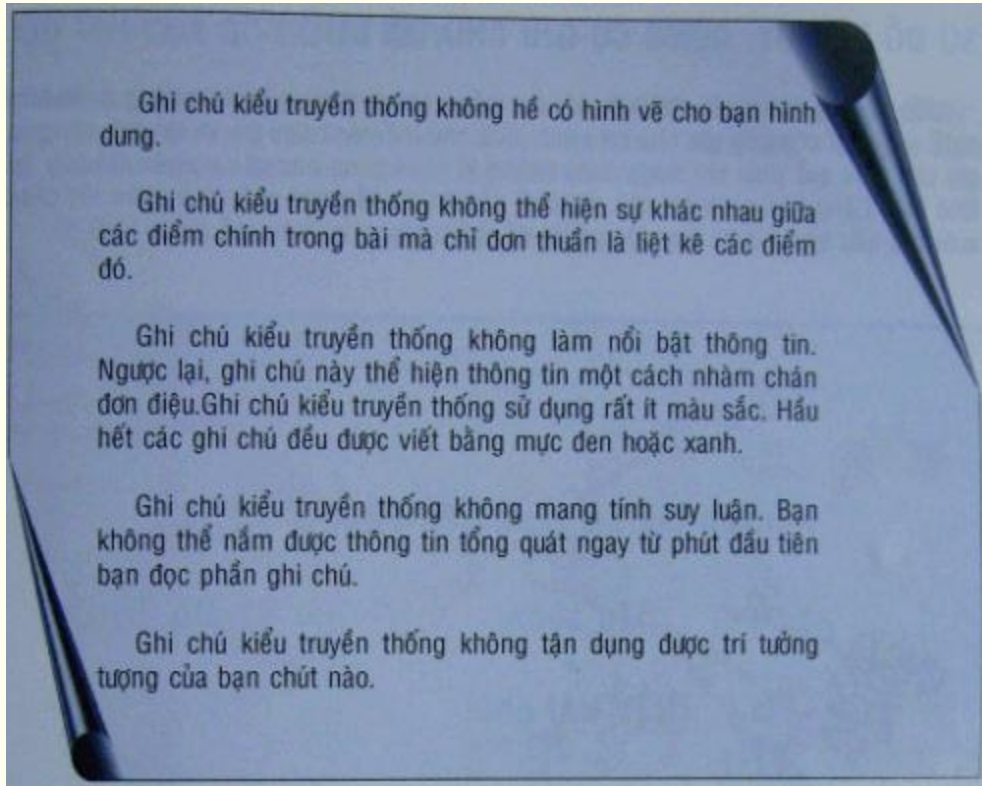 Ghi chú kiểu truyền thống không hề có hình vẽ cho bạn hình
dung.
Ghi chú kiểu truyền thống không thể hiện sự khác nhau giữa
các điểm chính trong bài mà chỉ đơn thuần là liệt kê các điểm
đó.
Ghi chú kiểu truyền thống không làm nổi bật thông tin.
Ngược lại, ghi chú này thể hiện thông tin một cách nhàm chán
đơn điệu.Ghi chú kiểu truyền thống sử dụng rất ít màu sắc. Hầu
hết các ghi chú đều được viết bằng mực đen hoặc xanh.
Ghi chú kiểu truyền thống không mang tính suy luận. Bạn
không thể nắm được thông tin tổng quát ngay từ phút đầu tiên
bạn đọc phần ghi chú.
Ghi chú kiểu truyền thống không tận dụng được trí tưởng
tượng của bạn chút nào.